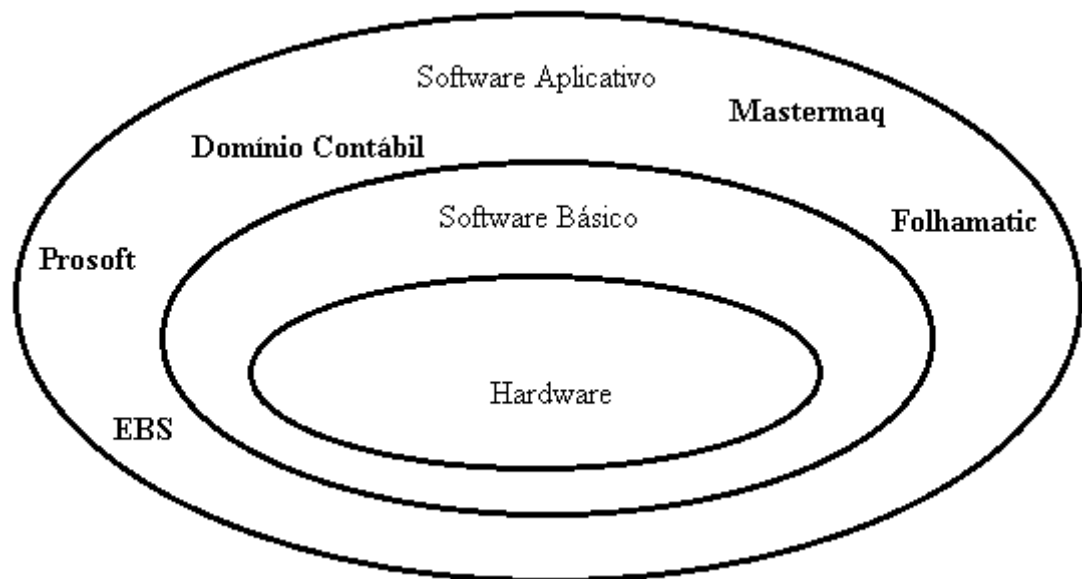 Software Aplicativo
Mastermaq
Domínio Contábil
Software Básico
Folhamatic
Prosoft
Hardware
EBS